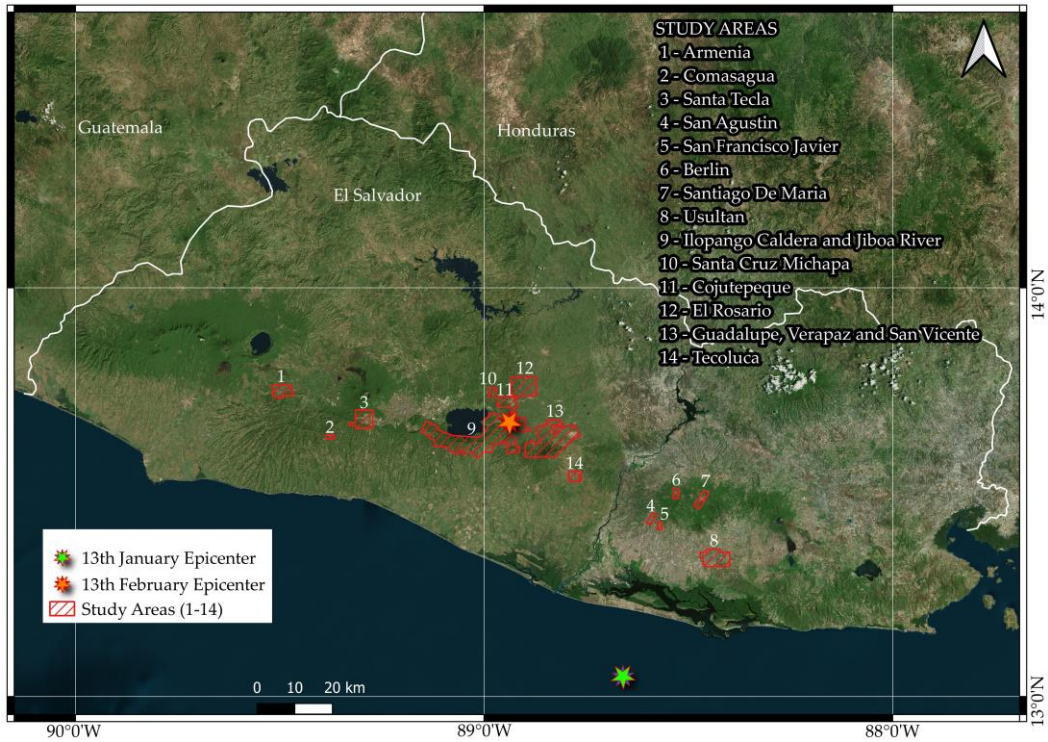 STUDY AREAS
1 - Armenia
2 - Comasagua
3 - Santa Tecla
4 - San Agustin
5 - San Francisco Javier
6 - Berlin
7 - Santiago De Maria
8 - Usultan
9 - Ilopango Caldera and Jiboa River
10 - Santa Cruz Michapa
11 - Cojutepeque
12 - El Rosario
13 - Guadalupe, Verapaz and San Vicente
14 - Tecoluca
Guatemala
Honduras
El Salvador
14°0'N
1
2
3
10
11
12
9
13
14
6
7
4
5
8
13th January Epicenter
13th February Epicenter
Study Areas (1-14)
0 10 20 km
13°0'N
90°0'W
89°0'W
88°0'W